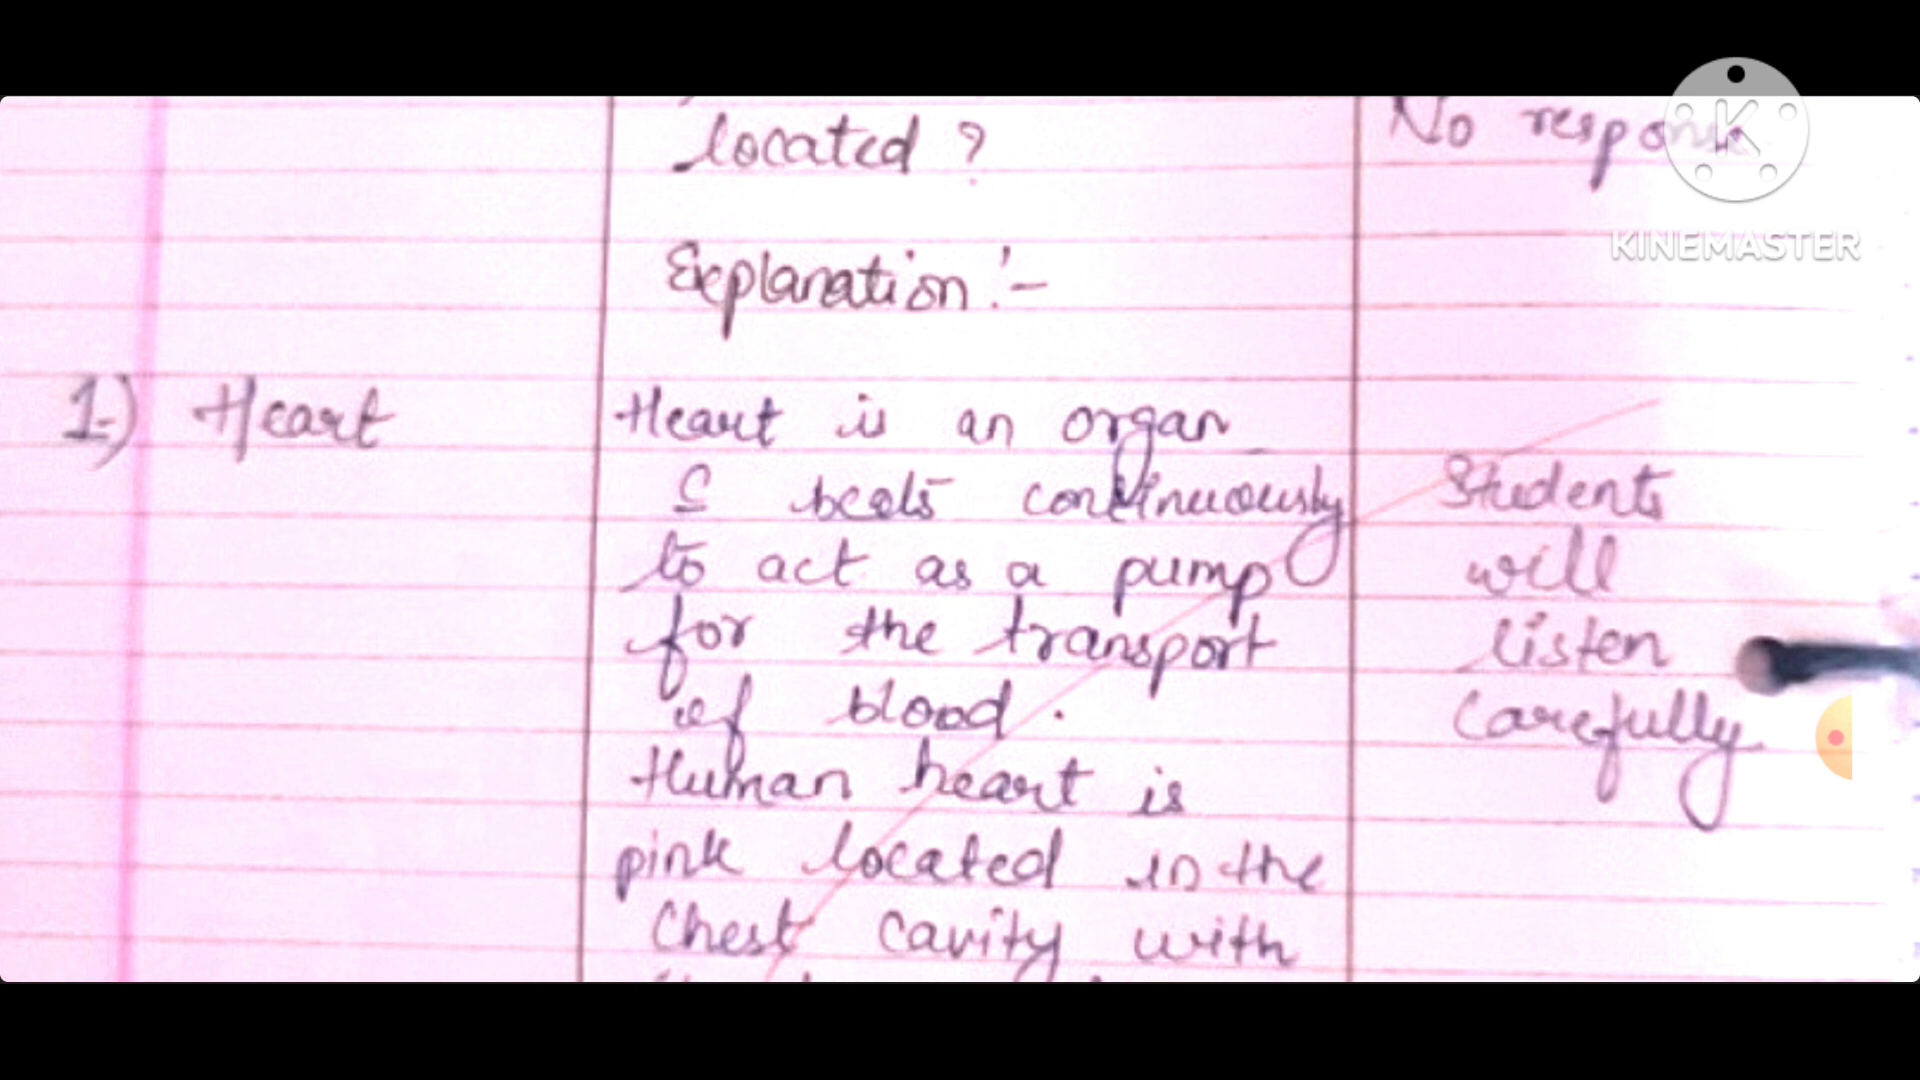 located ?
No respons
KINEMASTER
Explanation :-
1.) Heart
Heart is an organ
beats continuously
to act as a pump
for the transport
of blood.
Human heart is
pink located in the
chest cavity with
Students
will
listen
carefully